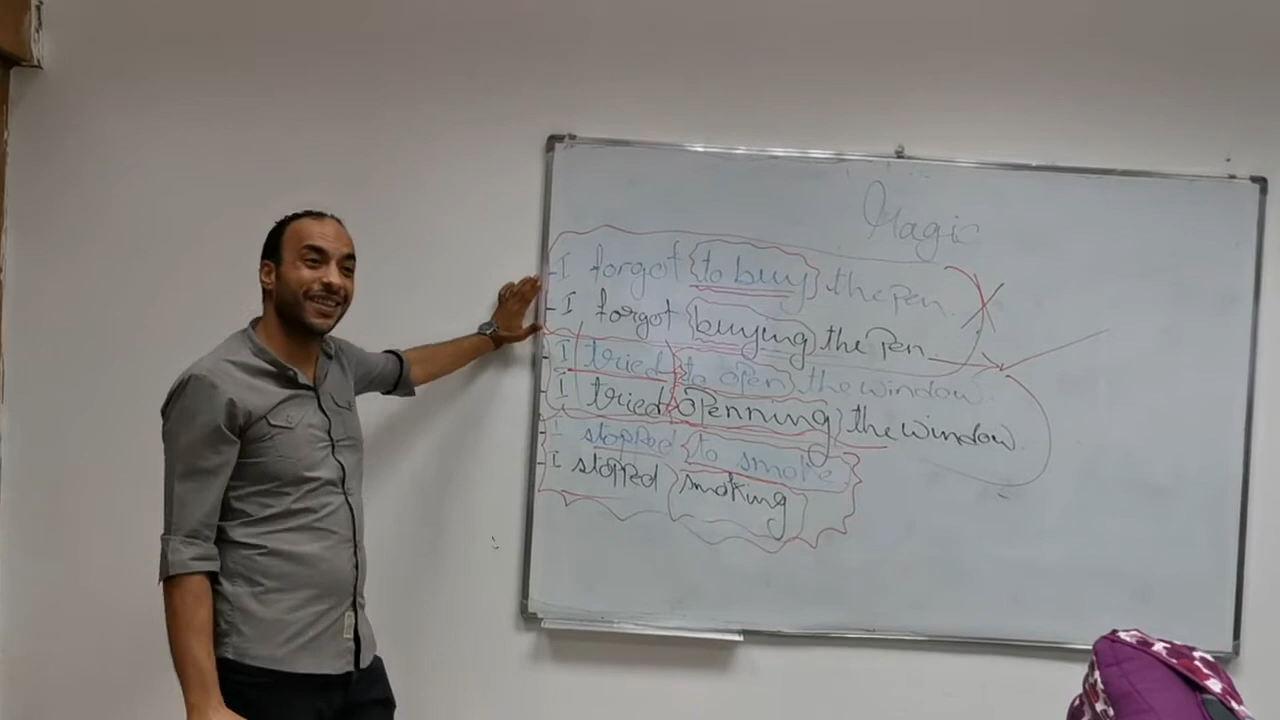 Magic
-I forgot to buy the pen.
-I forgot buying the Pen.
-I tried to open the window.
-I tried openning the window.
-I stopped to smoke
-I stopped smoking